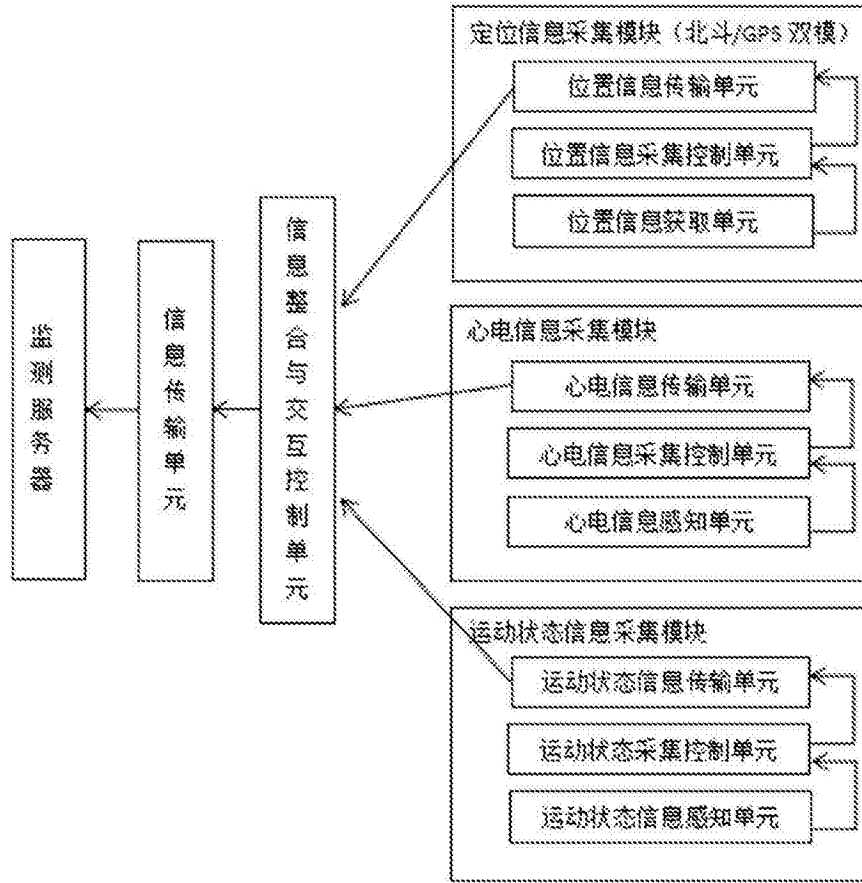 定位信息采集模块（北斗/GPS 双模）
位置信息传输单元
位置信息采集控制单元
位置信息获取单元
信息整合与交互控制单元
信息传输单元
监测服务器
心电信息采集模块
心电信息传输单元
心电信息采集控制单元
心电信息感知单元
运动状态信息采集模块
运动状态信息传输单元
运动状态采集控制单元
运动状态信息感知单元